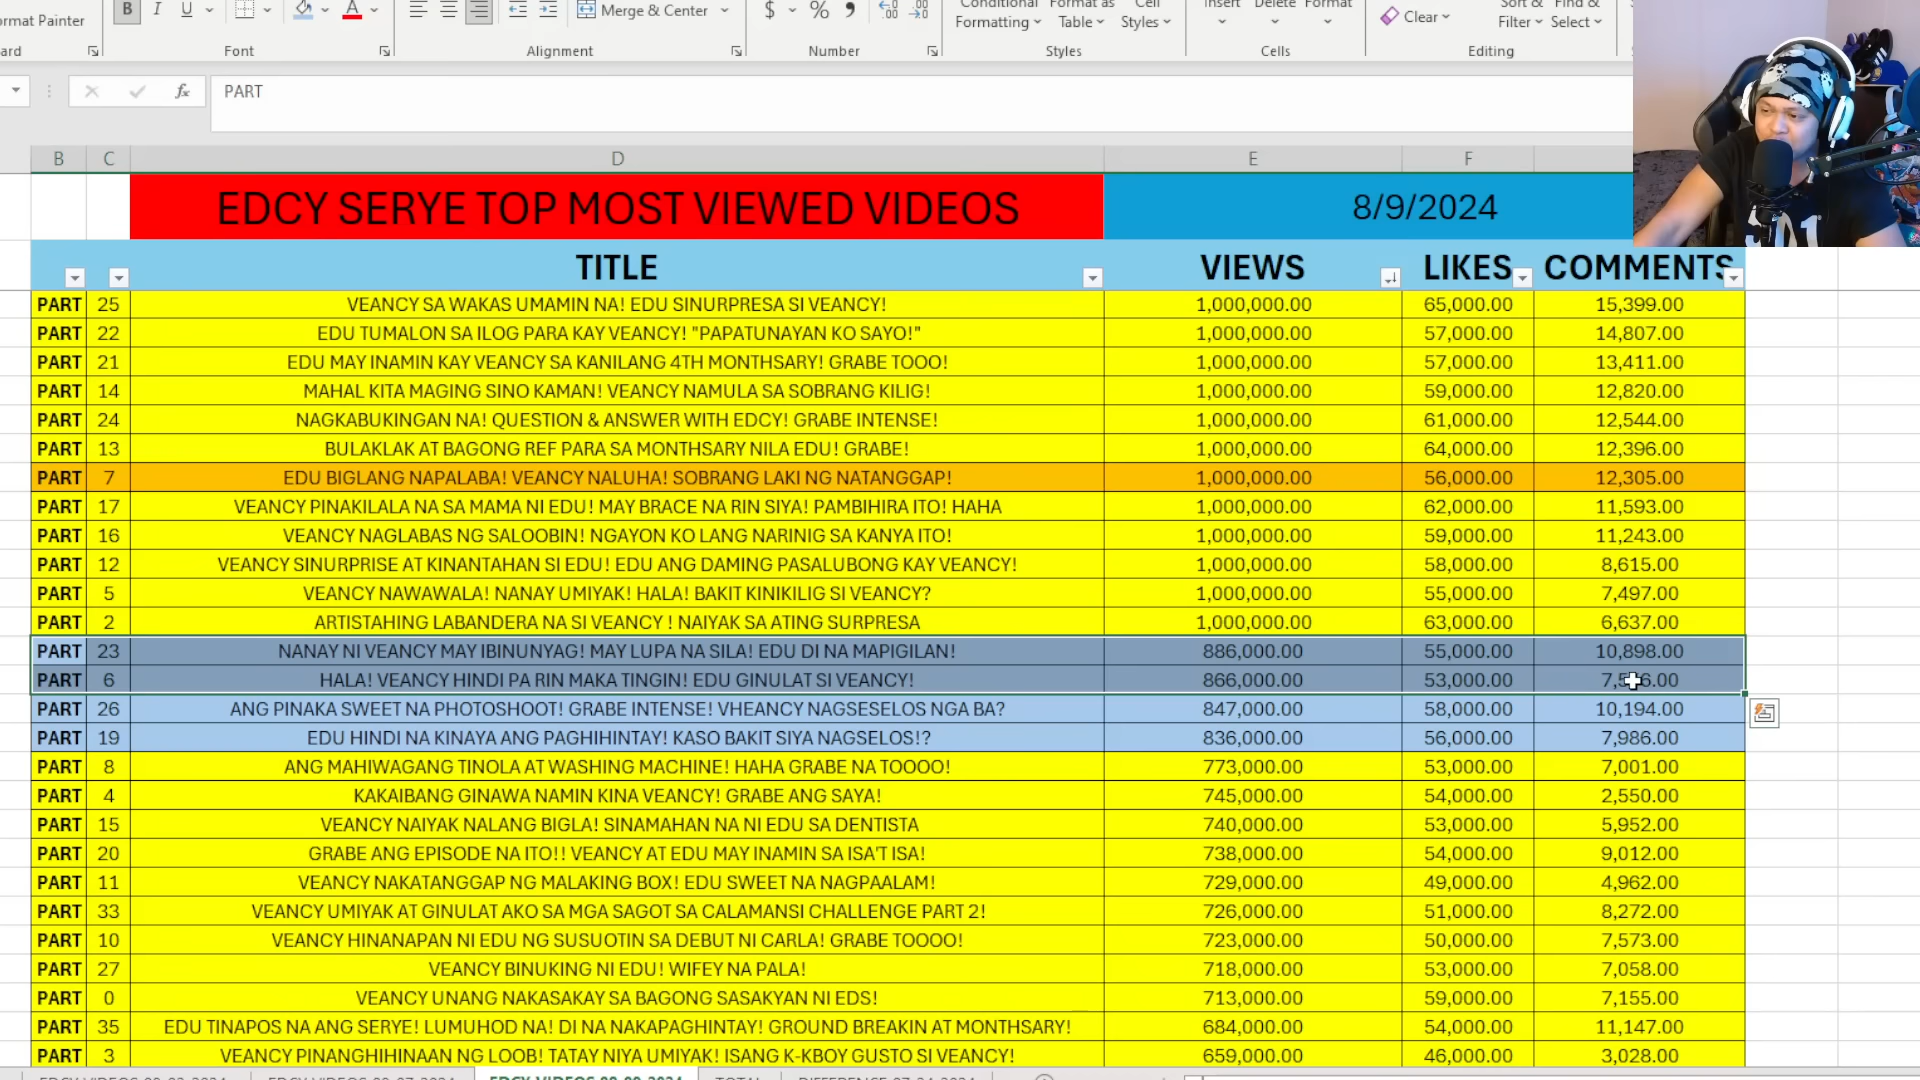 ormat Painter
B I U
A
Merge & Center
$ % 9
Conditional Format as Cell
Formatting Table Styles
Insert Delete Format
Clear
Sort & Find &
Filter Select
ard Font Alignment Number Styles Cells Editing
fx PART
B C D E F
EDCY SERYE TOP MOST VIEWED VIDEOS 8/9/2024
TITLE VIEWS LIKES COMMENTS
PART 25 VEANCY SA WAKAS UMAMIN NA! EDU SINURPRESA SI VEANCY! 1,000,000.00 65,000.00 15,399.00
PART 22 EDU TUMALON SA ILOG PARA KAY VEANCY! "PAPATUNAYAN KO SAYO!" 1,000,000.00 57,000.00 14,807.00
PART 21 EDU MAY INAMIN KAY VEANCY SA KANILANG 4TH MONTHSARY! GRABE TOOO! 1,000,000.00 57,000.00 13,411.00
PART 14 MAHAL KITA MAGING SINO KAMAN! VEANCY NAMULA SA SOBRANG KILIG! 1,000,000.00 59,000.00 12,820.00
PART 24 NAGKABUKINGAN NA! QUESTION & ANSWER WITH EDCY! GRABE INTENSE! 1,000,000.00 61,000.00 12,544.00
PART 13 BULAKLAK AT BAGONG REF PARA SA MONTHSARY NILA EDU! GRABE! 1,000,000.00 64,000.00 12,396.00
PART 7 EDU BIGLANG NAPALABA! VEANCY NALUHA! SOBRANG LAKI NG NATANGGAP! 1,000,000.00 56,000.00 12,305.00
PART 17 VEANCY PINAKILALA NA SA MAMA NI EDU! MAY BRACE NA RIN SIYA! PAMBIHIRA ITO! HAHA 1,000,000.00 62,000.00 11,593.00
PART 16 VEANCY NAGLABAS NG SALOOBIN! NGAYON KO LANG NARINIG SA KANYA ITO! 1,000,000.00 59,000.00 11,243.00
PART 12 VEANCY SINURPRISE AT KINANTAHAN SI EDU! EDU ANG DAMING PASALUBONG KAY VEANCY! 1,000,000.00 58,000.00 8,615.00
PART 5 VEANCY NAWAWALA! NANAY UMIYAK! HALA! BAKIT KINIKILIG SI VEANCY? 1,000,000.00 55,000.00 7,497.00
PART 2 ARTISTAHING LABANDERA NA SI VEANCY ! NAIYAK SA ATING SURPRESA 1,000,000.00 63,000.00 6,637.00
PART 23 NANAY NI VEANCY MAY IBINUNYAG! MAY LUPA NA SILA! EDU DI NA MAPIGILAN! 886,000.00 55,000.00 10,898.00
PART 6 HALA! VEANCY HINDI PA RIN MAKA TINGIN! EDU GINULAT SI VEANCY! 866,000.00 53,000.00
PART 26 ANG PINAKA SWEET NA PHOTOSHOOT! GRABE INTENSE! VHEANCY NAGSESELOS NGA BA? 847,000.00 58,000.00 10,194.00
PART 19 EDU HINDI NA KINAYA ANG PAGHIHINTAY! KASO BAKIT SIYA NAGSELOS!? 836,000.00 56,000.00 7,986.00
PART 8 ANG MAHIWAGANG TINOLA AT WASHING MACHINE! HAHA GRABE NA TOOOO! 773,000.00 53,000.00 7,001.00
PART 4 KAKAIBANG GINAWA NAMIN KINA VEANCY! GRABE ANG SAYA! 745,000.00 54,000.00 2,550.00
PART 15 VEANCY NAIYAK NALANG BIGLA! SINAMAHAN NA NI EDU SA DENTISTA 740,000.00 53,000.00 5,952.00
PART 20 GRABE ANG EPISODE NA ITO!! VEANCY AT EDU MAY INAMIN SA ISA'T ISA! 738,000.00 54,000.00 9,012.00
PART 11 VEANCY NAKATANGGAP NG MALAKING BOX! EDU SWEET NA NAGPAALAM! 729,000.00 49,000.00 4,962.00
PART 33 VEANCY UMIYAK AT GINULAT AKO SA MGA SAGOT SA CALAMANSI CHALLENGE PART 2! 726,000.00 51,000.00 8,272.00
PART 10 VEANCY HINANAPAN NI EDU NG SUSUOTIN SA DEBUT NI CARLA! GRABE TOOOO! 723,000.00 50,000.00 7,573.00
PART 27 VEANCY BINUKING NI EDU! WIFEY NA PALA! 718,000.00 53,000.00 7,058.00
PART 0 VEANCY UNANG NAKASAKAY SA BAGONG SASAKYAN NI EDS! 713,000.00 59,000.00 7,155.00
PART 35 EDU TINAPOS NA ANG SERYE! LUMUHOD NA! DI NA NAKAPAGHINTAY! GROUND BREAKIN AT MONTHSARY! 684,000.00 54,000.00 11,147.00
PART 3 VEANCY PINANGHIHINAAN NG LOOB! TATAY NIYA UMIYAK! ISANG K-KBOY GUSTO SI VEANCY! 659,000.00 46,000.00 3,028.00